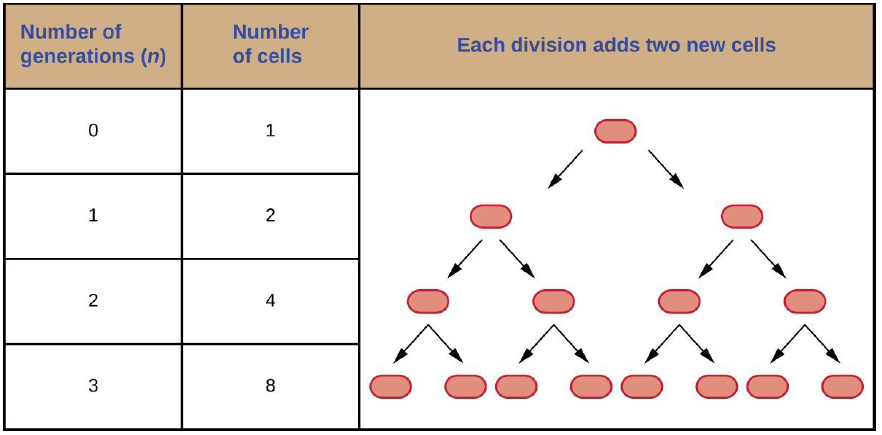 Number of
generations (n)
Number
of cells
Each division adds two new cells
0
1
1
2
2
4
3
8